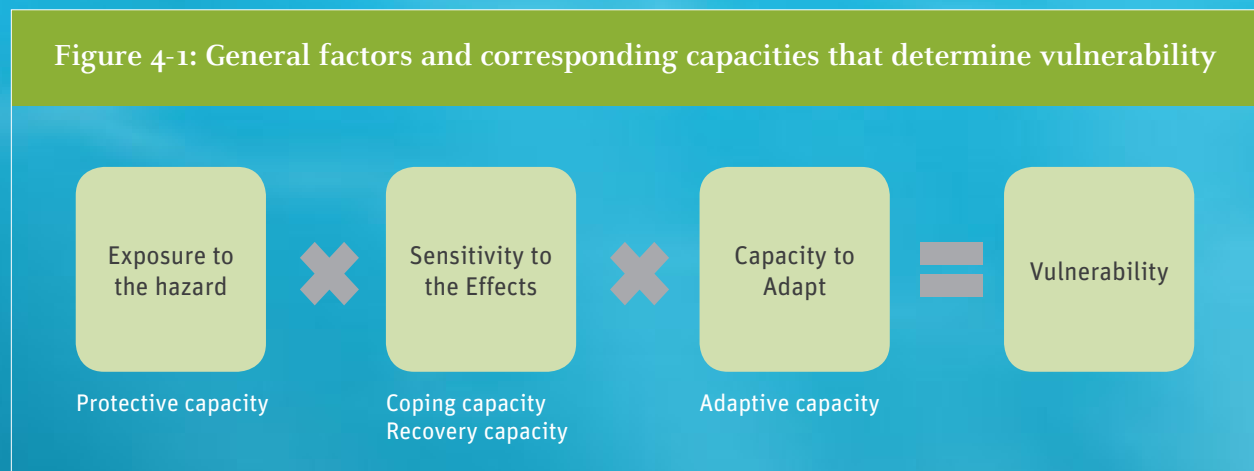 Figure 4-1: General factors and corresponding capacities that determine vulnerability
Exposure to
the hazard
Sensitivity to
the Effects
Capacity to
Adapt
Vulnerability
Protective capacity
Coping capacity
Recovery capacity
Adaptive capacity